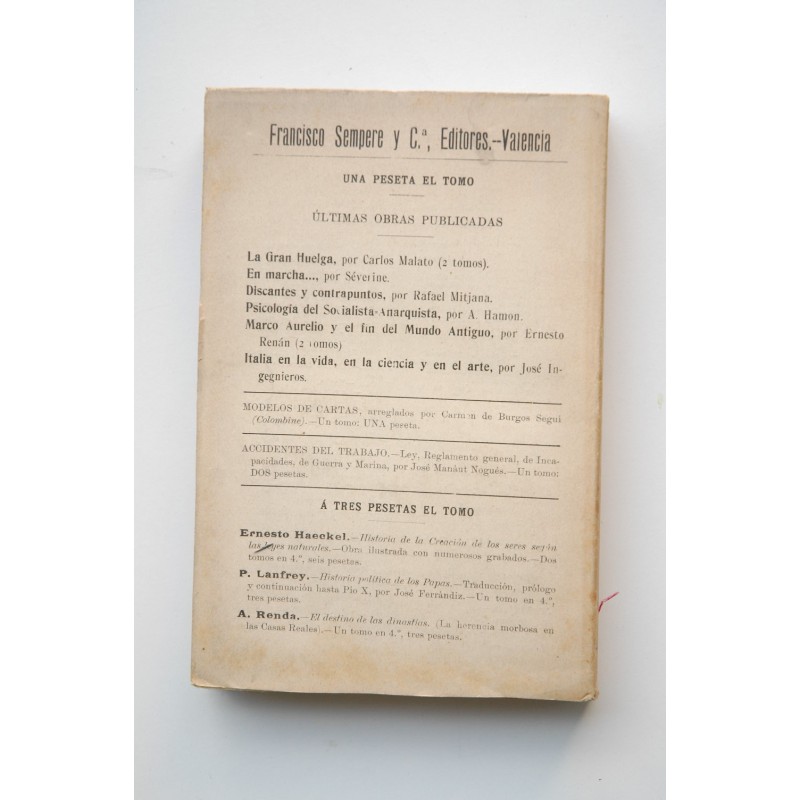 Francisco Sempere y C.ª, Editores.--Valencia
UNA PESETA EL TOMO
ÚLTIMAS OBRAS PUBLICADAS
La Gran Huelga, por Carlos Malato (2 tomos).
En marcha..., por Séverine.
Discantes y contrapuntos, por Rafael Mitjana.
Psicología del Socialista-Anarquista, por A. Hamon.
Marco Aurelio y el fin del Mundo Antiguo, por Ernesto
Renán (2 tomos)
Italia en la vida, en la ciencia y en el arte, por José In-
gegnieros.
MODELOS DE CARTAS, arreglados por Carmen de Burgos Seguí
(Colombine).—Un tomo: UNA peseta.
ACCIDENTES DEL TRABAJO.—Ley, Reglamento general, de Inca-
pacidades, de Guerra y Marina, por José Manáut Nogués.—Un tomo:
DOS pesetas.
Á TRES PESETAS EL TOMO
Ernesto Haeckel.—Historia de la Creación de los seres según
las leyes naturales.—Obra ilustrada con numerosos grabados.—Dos
tomos en 4.º, seis pesetas.
P. Lanfrey.—Historia política de los Papas.—Traducción, prólogo
y continuación hasta Pío X, por José Ferrándiz.—Un tomo en 4.º,
tres pesetas.
A. Renda.—El destino de las dinastías. (La herencia morbosa en
las Casas Reales).—Un tomo en 4.º, tres pesetas.